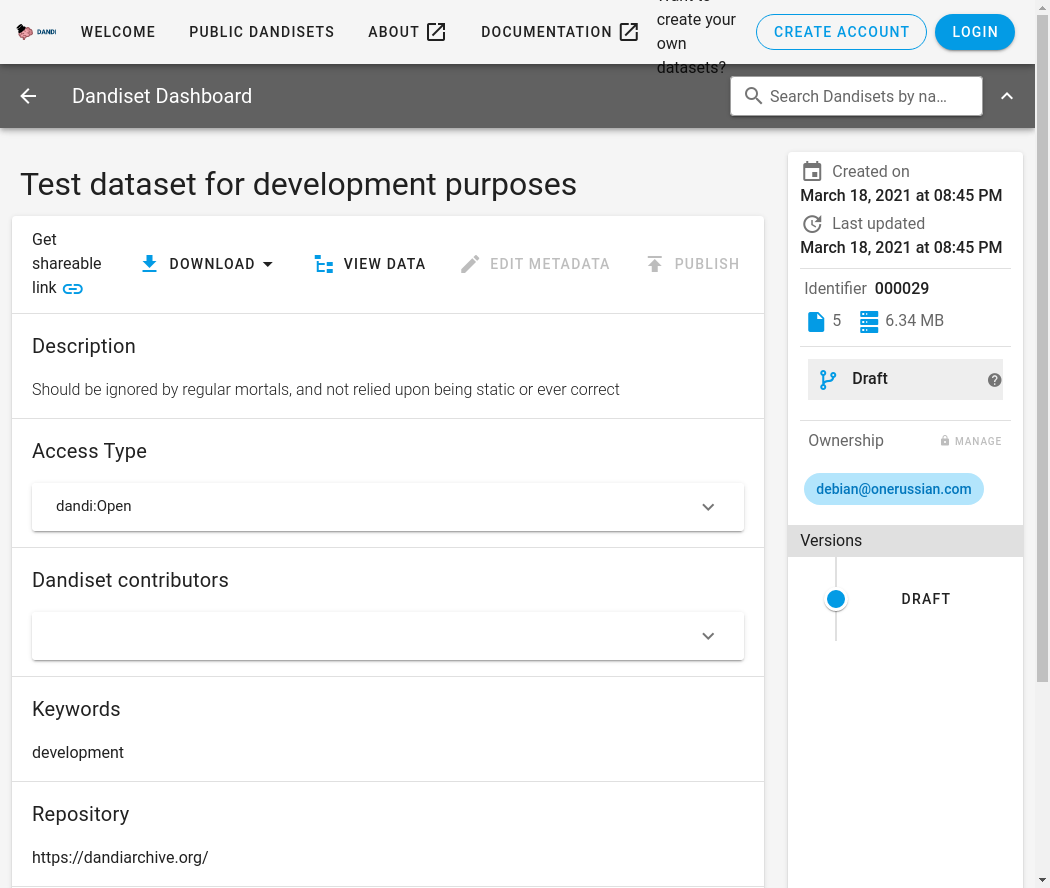 DANDI
WELCOME
PUBLIC DANDISETS
ABOUT
DOCUMENTATION
create your
own
datasets?
CREATE ACCOUNT
LOGIN
Dandiset Dashboard
Search Dandisets by na...
Test dataset for development purposes
Get
shareable
link
DOWNLOAD
VIEW DATA
EDIT METADATA
PUBLISH
Description
Should be ignored by regular mortals, and not relied upon being static or ever correct
Access Type
dandi:Open
Dandiset contributors
Keywords
development
Repository
https://dandiarchive.org/
Created on
March 18, 2021 at 08:45 PM
Last updated
March 18, 2021 at 08:45 PM
Identifier 000029
5 6.34 MB
Draft
Ownership
MANAGE
debian@onerussian.com
Versions
DRAFT